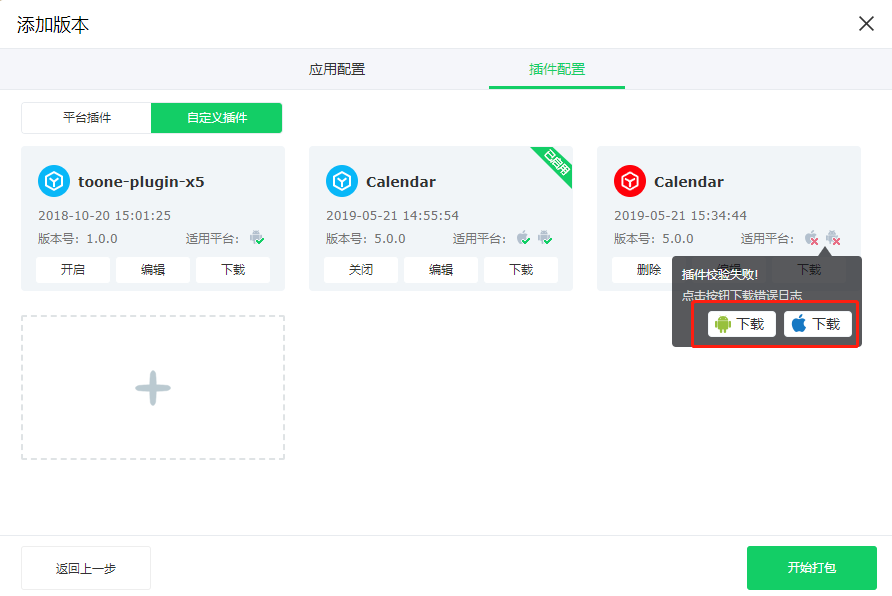 添加版本
应用配置
插件配置
平台插件
自定义插件
toone-plugin-x5
2018-10-20 15:01:25
版本号：1.0.0
适用平台：
开启
编辑
下载
已启用
Calendar
2019-05-21 14:55:54
版本号：5.0.0
适用平台：
关闭
编辑
下载
Calendar
2019-05-21 15:34:44
版本号：5.0.0
适用平台：
删除
编辑
下载
插件校验失败!
点击按钮下载错误日志
下载
下载
返回上一步
开始打包